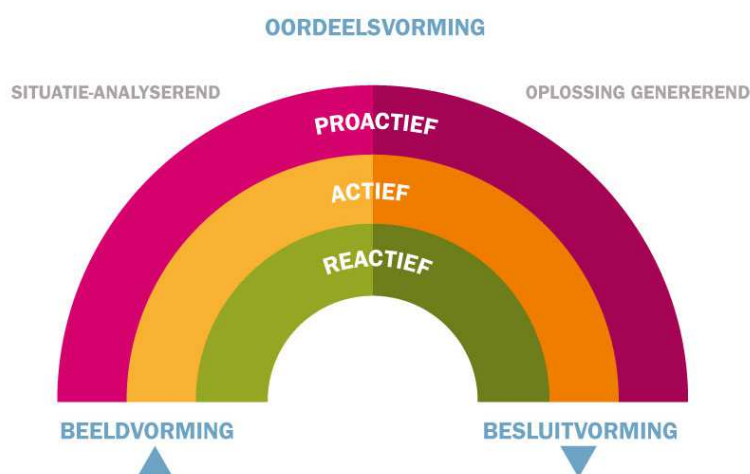 OORDEELSVORMING
SITUATIE-ANALYSEREND
OPLOSSING GENEREREND
PROACTIEF
ACTIEF
REACTIEF
BEELDVORMING
BESLUITVORMING